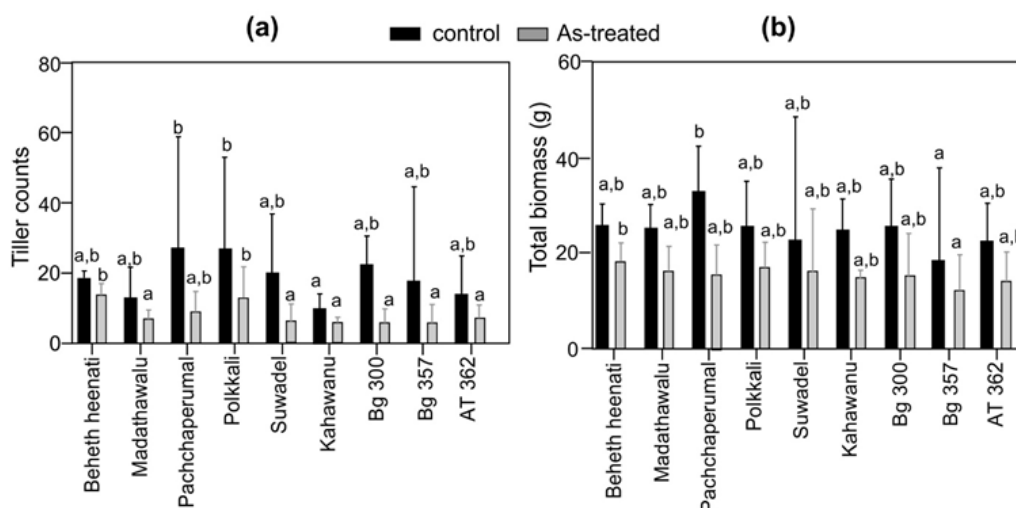 (a) control As-treated (b)
Tiller counts
80
60
40
20
0
a,b b
a,b a
b a,b
b b
a,b a
a a
a,b a
a,b a
a,b a
Beheth heenati
Madathawalu
Pachchaperumal
Polkkali
Suwadel
Kahawanu
Bg 300
Bg 357
AT 362
Total biomass (g)
60
40
20
0
a,b b
a,b a,b
b a,b
a,b a,b
a,b a,b
a,b a,b
a,b a,b
a a
a,b a,b
Beheth heenati
Madathawalu
Pachchaperumal
Polkkali
Suwadel
Kahawanu
Bg 300
Bg 357
AT 362